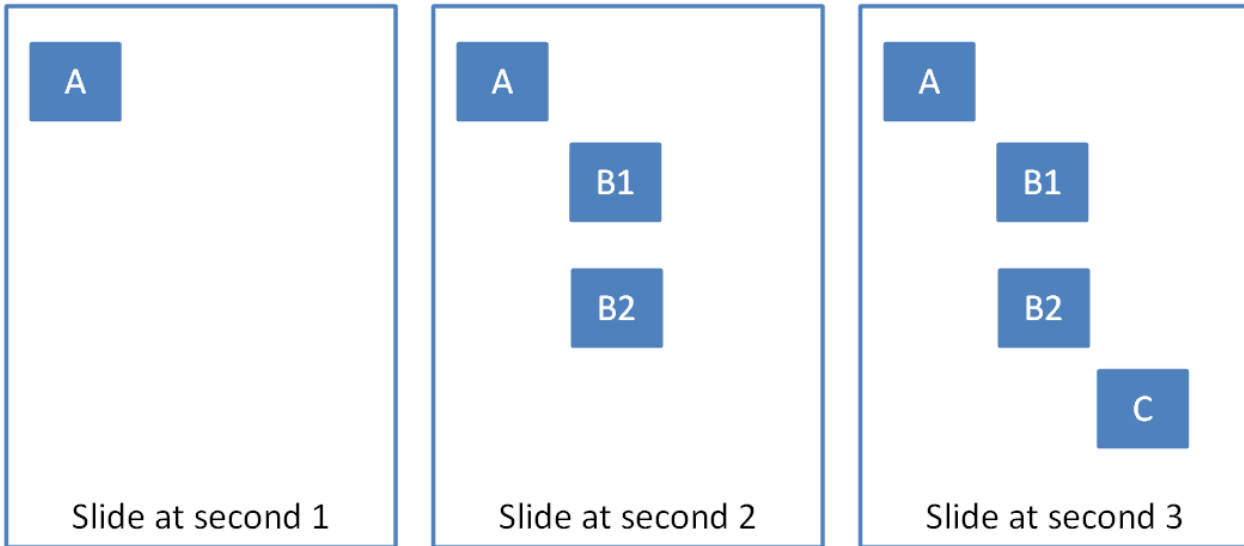 A
Slide at second 1
A
B1
B2
Slide at second 2
A
B1
B2
C
Slide at second 3